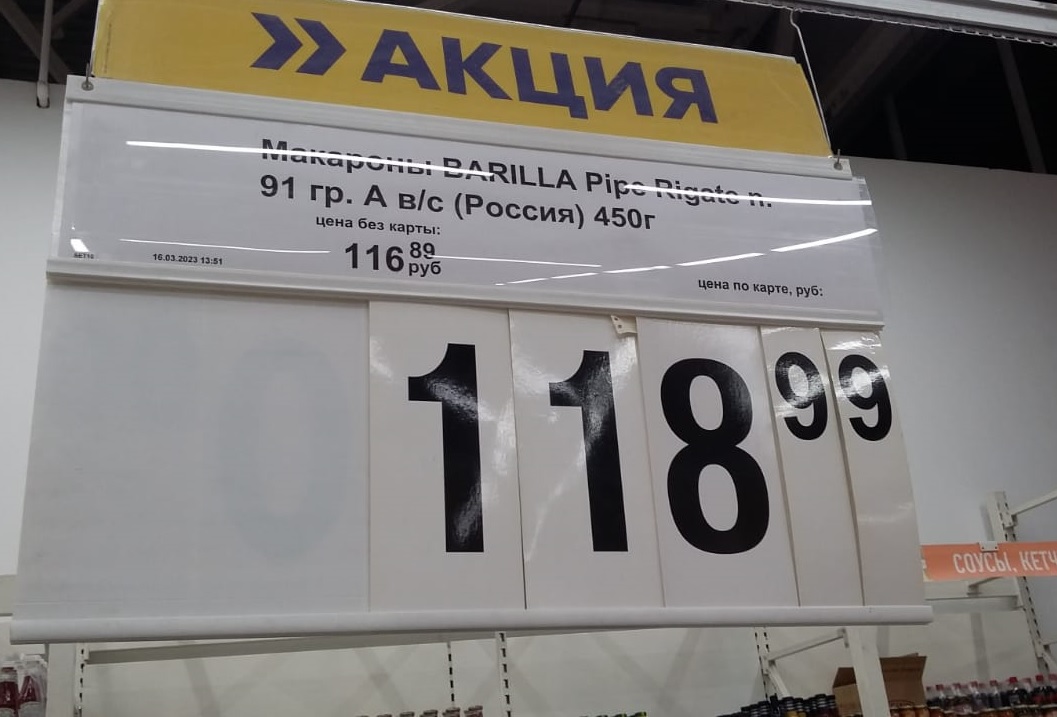 АКЦИЯ
Макароны BARILLA Pipe Rigate n.
91 гр. А в/с (Россия) 450г
цена без карты:
116 89
руб
16.03.2023 13:51
цена по карте, руб:
118 99
СОУСЫ, КЕТЧ